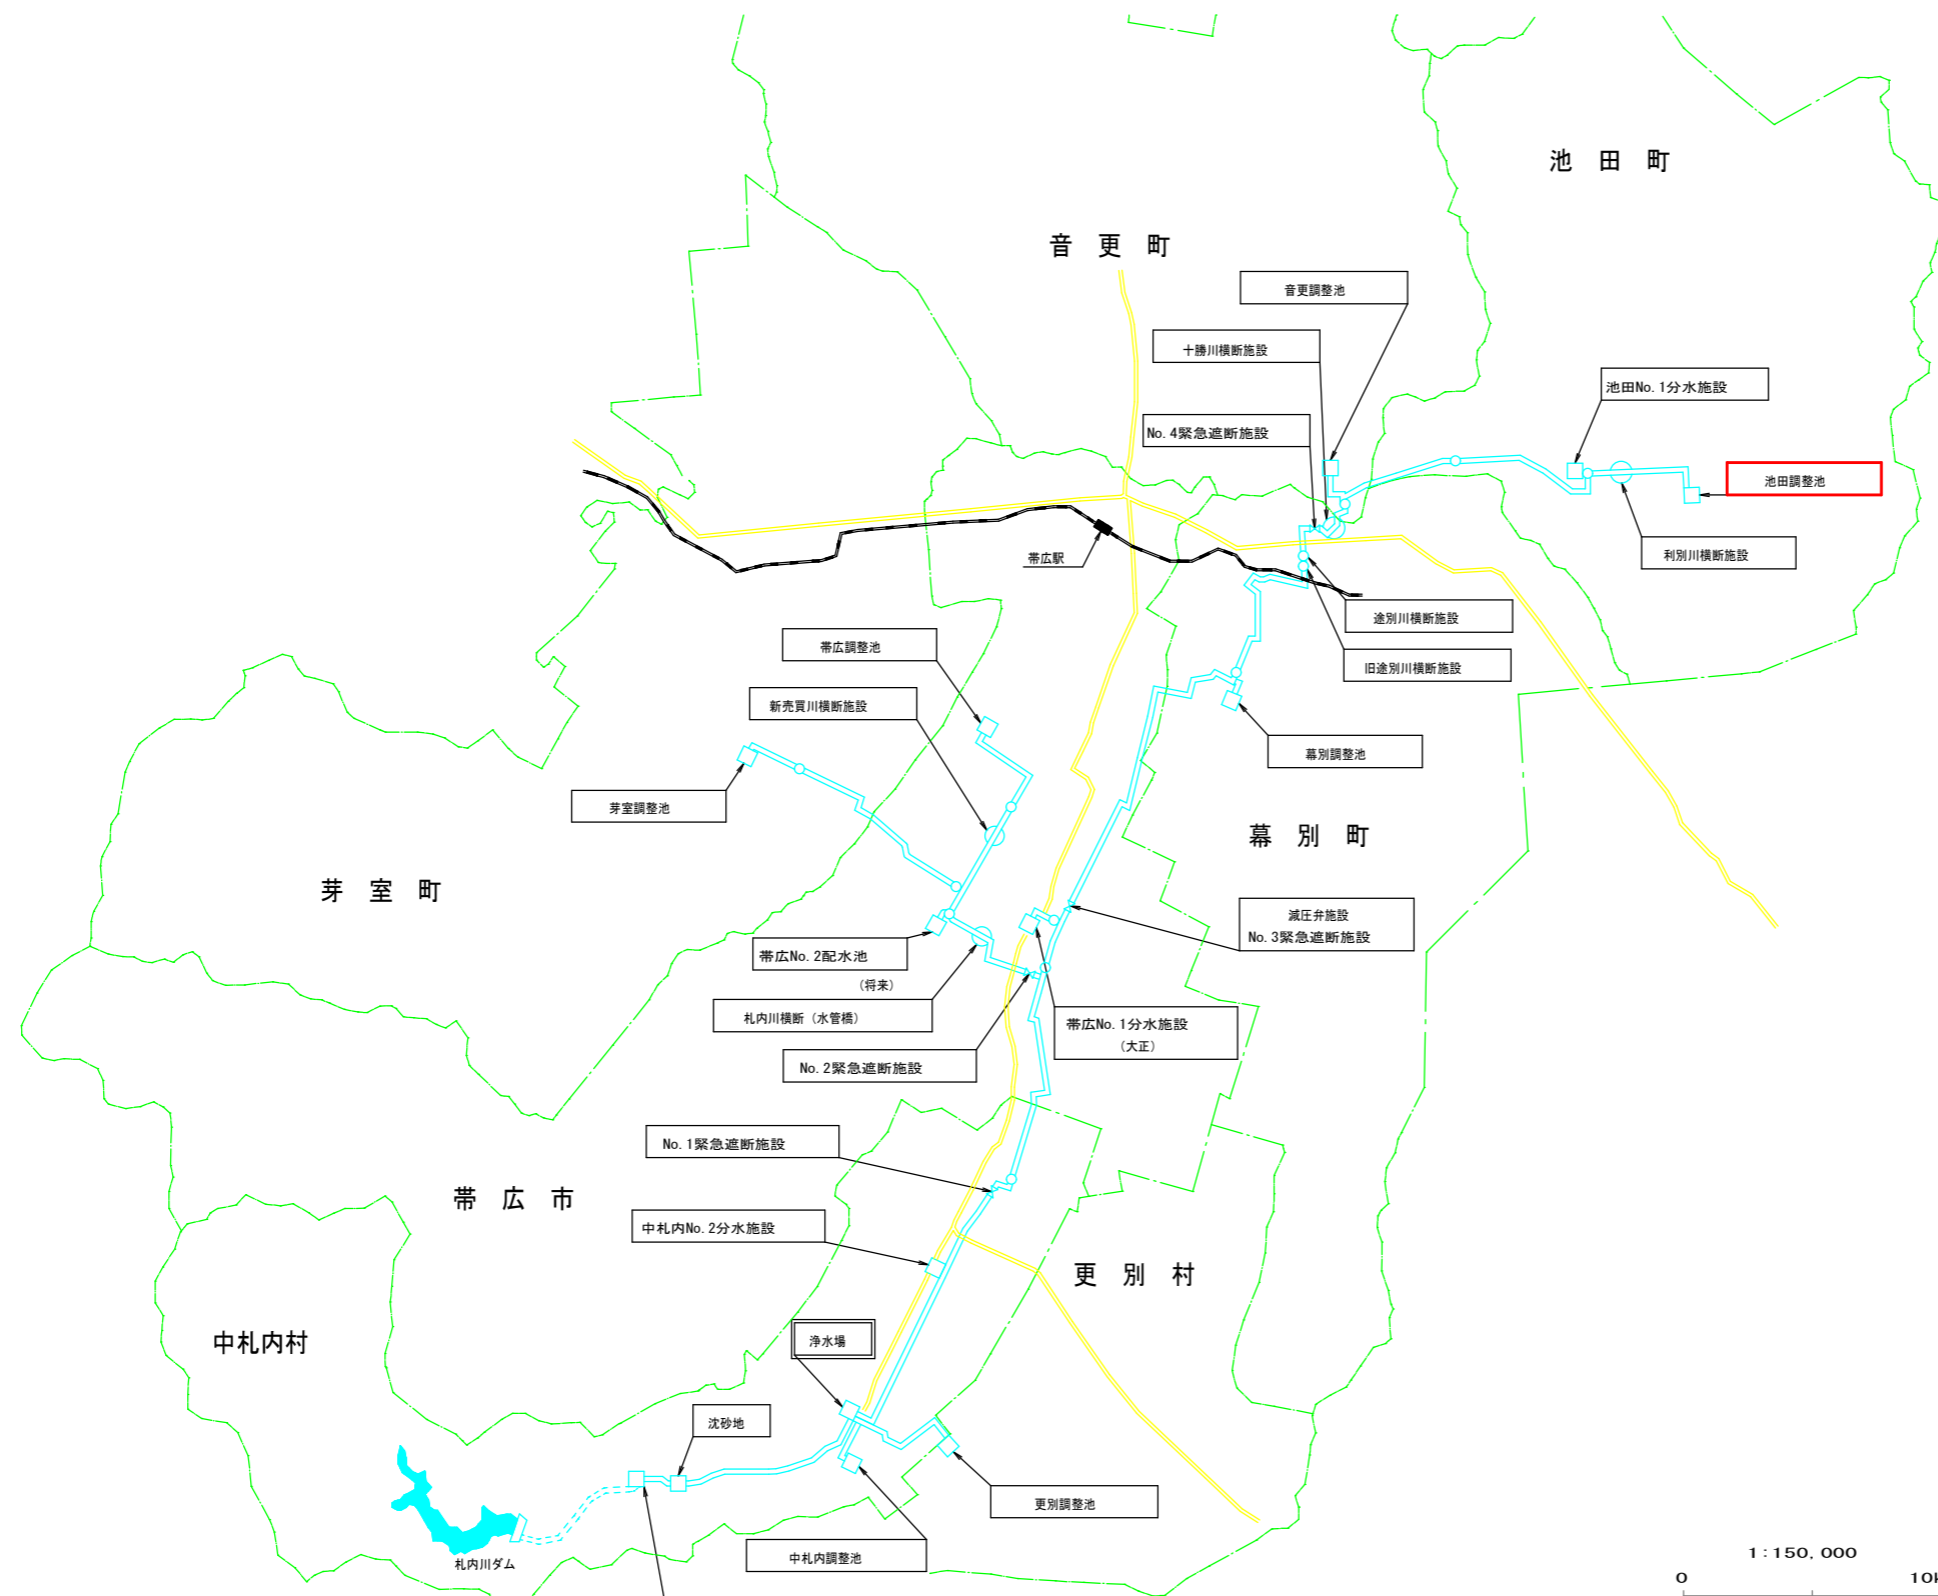 池田町
音更町
音更調整池
十勝川横断施設
池田No.1分水施設
No.4緊急遮断施設
池田調整池
利別川横断施設
帯広駅
途別川横断施設
帯広調整池
旧途別川横断施設
新売買川横断施設
幕別調整池
芽室調整池
幕別町
芽室町
減圧弁施設
No.3緊急遮断施設
帯広No.2配水池
(将来)
札内川横断(水管橋)
帯広No.1分水施設
(大正)
No.2緊急遮断施設
No.1緊急遮断施設
帯広市
中札内No.2分水施設
更別村
中札内村
浄水場
沈砂地
更別調整池
札内川ダム
中札内調整池
1:150,000
0 10k